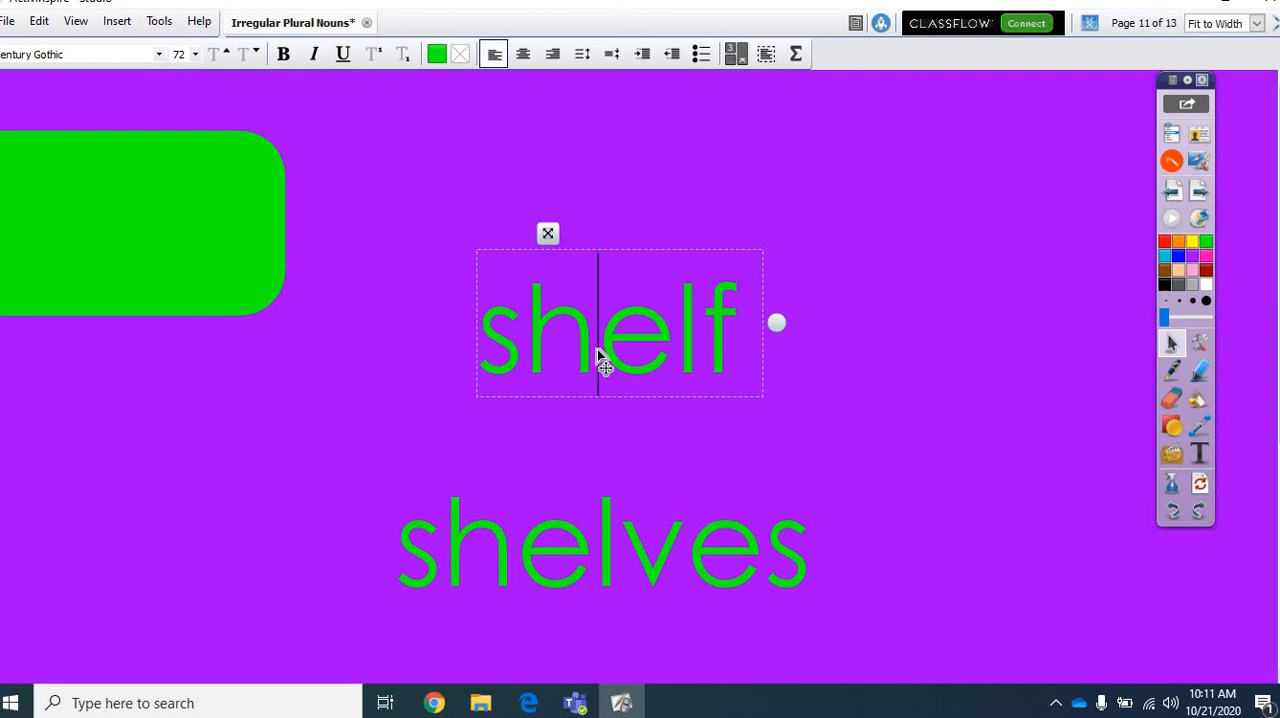 File Edit View Insert Tools Help Irregular Plural Nouns* CLASSFLOW Connect Page 11 of 13 Fit to Width
entury Gothic 72 B I U
shelf
shelves
Type here to search
10:11 AM
10/21/2020